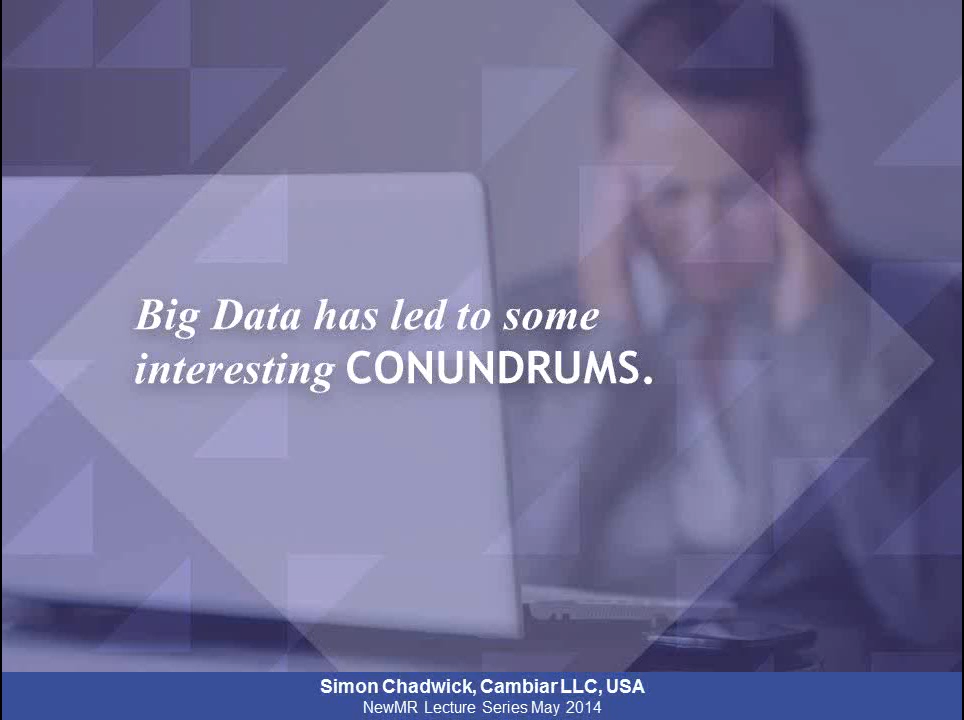 Big Data has led to some
interesting CONUNDRUMS.
Simon Chadwick, Cambiar LLC, USA
NewMR Lecture Series May 2014